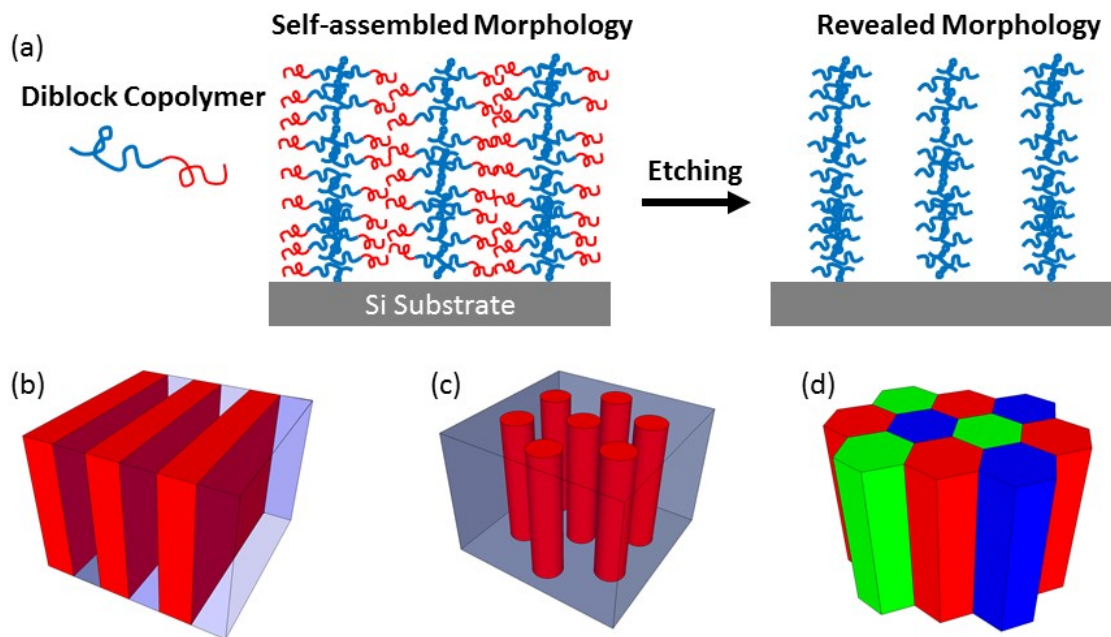 (a)
Self-assembled Morphology
Revealed Morphology
Diblock Copolymer
Etching
Si Substrate
(b)
(c)
(d)